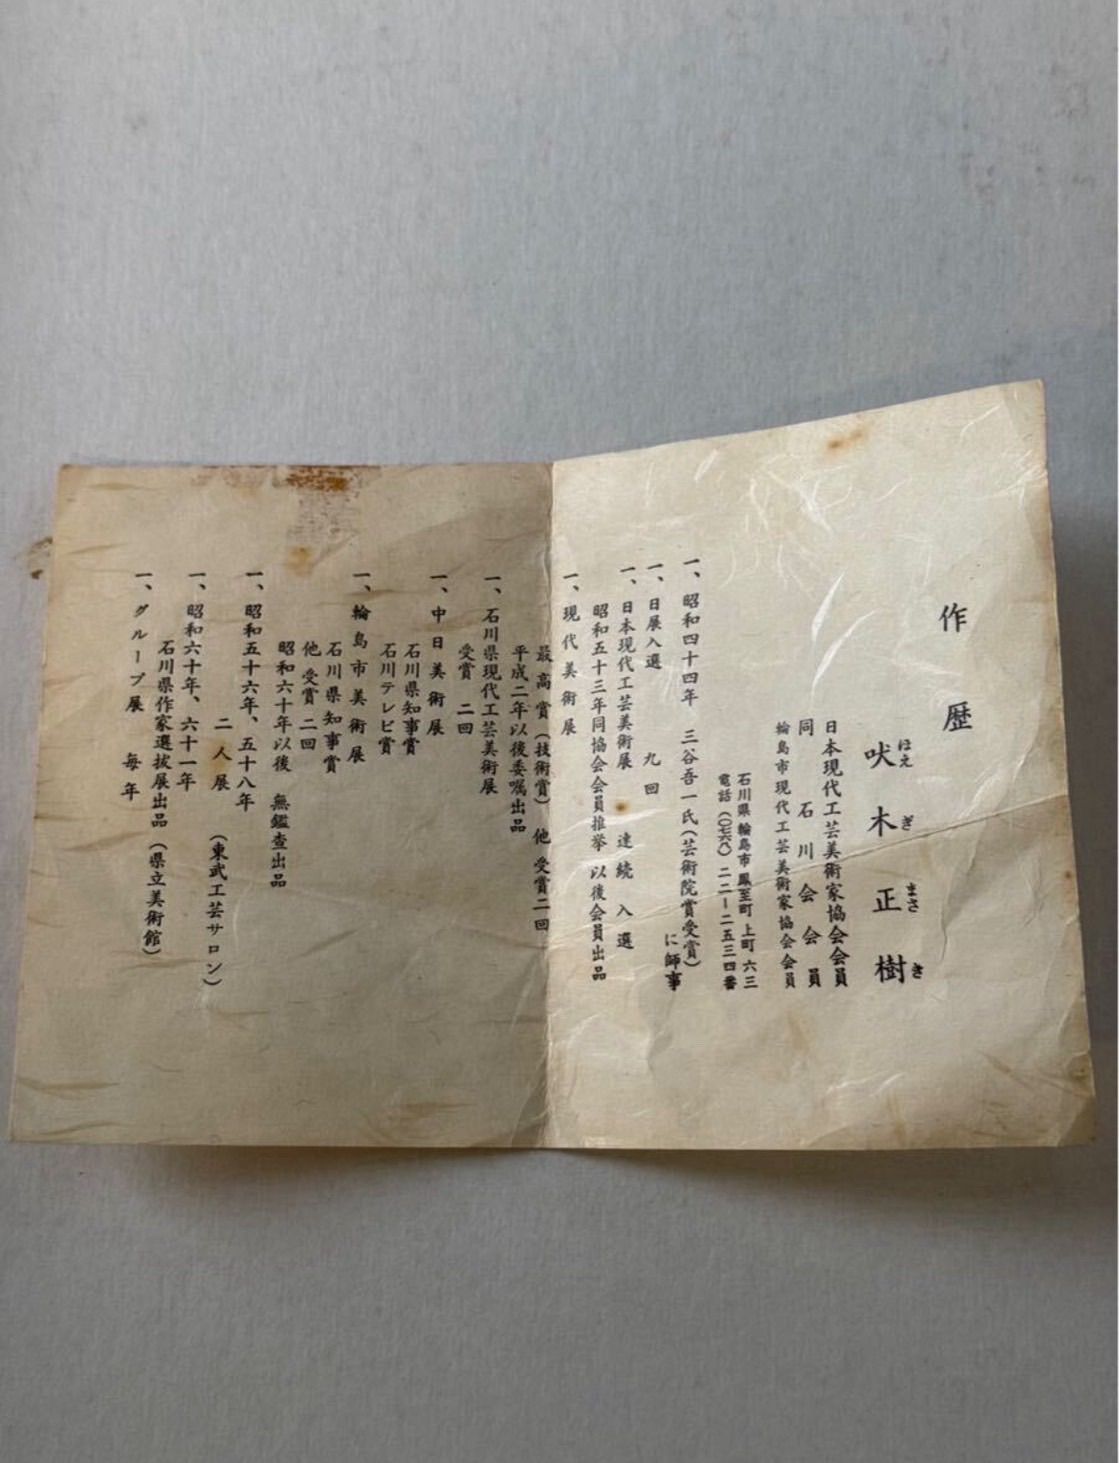 作歴
吠木正樹
ほえ ぎ まさ き
日本現代工芸美術家協会会員
同石川会会員
輪島市現代工芸美術家協会会員
石川県輪島市鳳至町上町六三
電話(〇七六八)二二ー二五三四番
一、昭和四十四年 三谷吾一氏(芸術院賞受賞)
に師事
一、日展入選 九回
一、日本現代工芸美術展 連続入選
昭和五十三年同協会会員推挙 以後会員出品
一、現代美術展
最高賞(技術賞) 他 受賞二回
平成二年以後委嘱出品
一、石川県現代工芸美術展
受賞 二回
一、中日美術展
石川県知事賞
石川テレビ賞
一、輪島市美術展
石川県知事賞
他受賞 二回
昭和六十年以後 無鑑査出品
一、昭和五十六年、五十八年
二人展 (東武工芸サロン)
一、昭和六十年、六十一年
石川県作家選抜展出品(県立美術館)
一、グループ展 毎年